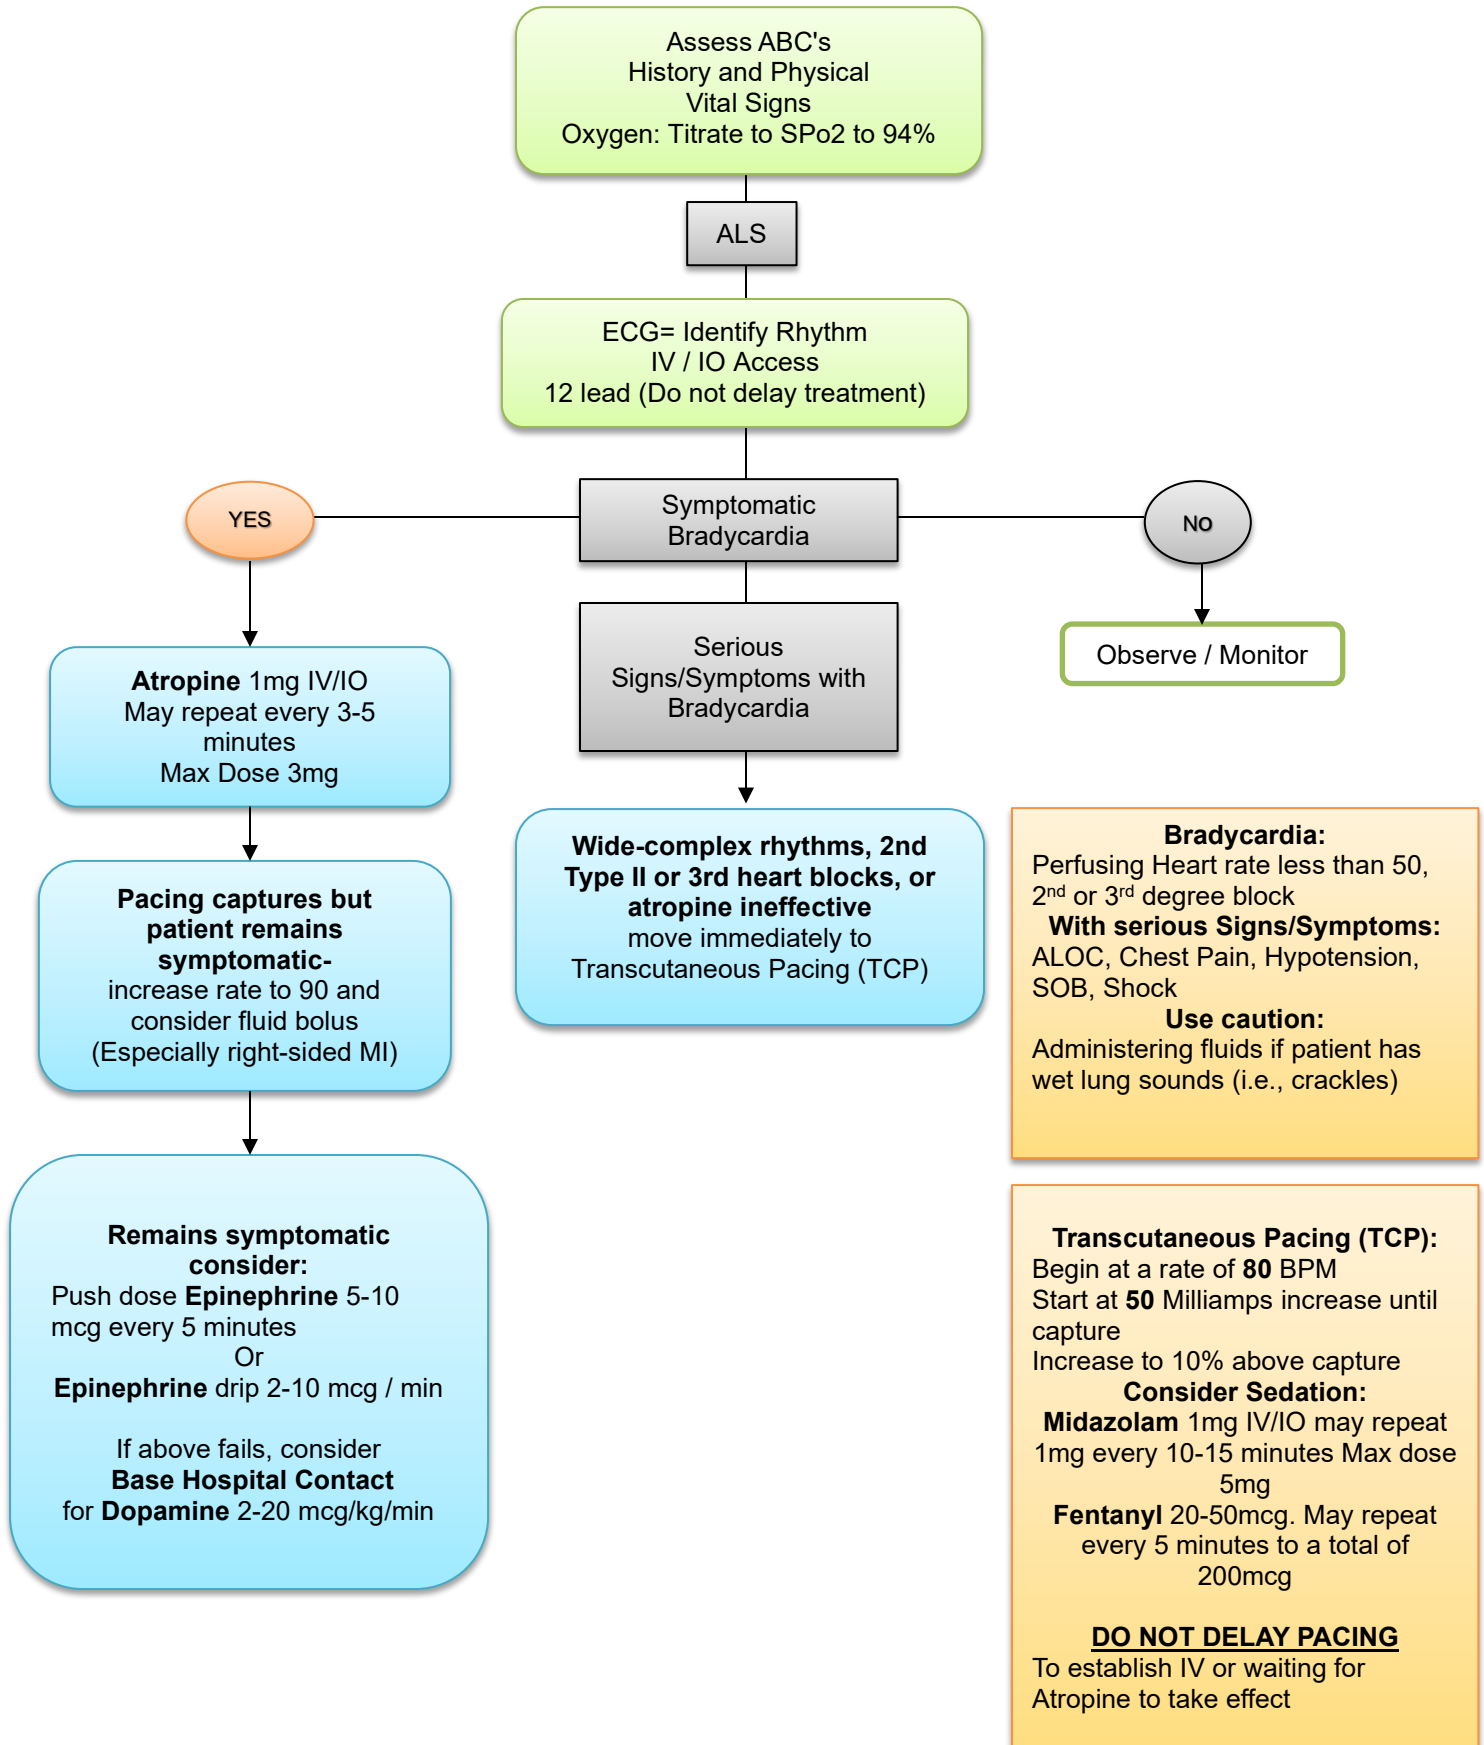 Assess ABC's
History and Physical
Vital Signs
Oxygen: Titrate to SPo2 to 94%
ALS
ECG= Identify Rhythm
IV / IO Access
12 lead (Do not delay treatment)
YES
Symptomatic
Bradycardia
NO
Serious
Signs/Symptoms with
Bradycardia
Observe / Monitor
Atropine 1mg IV/IO
May repeat every 3-5
minutes
Max Dose 3mg
Pacing captures but
patient remains
symptomatic-
increase rate to 90 and
consider fluid bolus
(Especially right-sided MI)
Remains symptomatic
consider:
Push dose Epinephrine 5-10
mcg every 5 minutes
Or
Epinephrine drip 2-10 mcg / min
If above fails, consider
Base Hospital Contact
for Dopamine 2-20 mcg/kg/min
Wide-complex rhythms, 2nd
Type II or 3rd heart blocks, or
atropine ineffective
move immediately to
Transcutaneous Pacing (TCP)
Bradycardia:
Perfusing Heart rate less than 50,
2nd or 3rd degree block
With serious Signs/Symptoms:
ALOC, Chest Pain, Hypotension,
SOB, Shock
Use caution:
Administering fluids if patient has
wet lung sounds (i.e., crackles)
Transcutaneous Pacing (TCP):
Begin at a rate of 80 BPM
Start at 50 Milliamps increase until
capture
Increase to 10% above capture
Consider Sedation:
Midazolam 1mg IV/IO may repeat
1mg every 10-15 minutes Max dose
5mg
Fentanyl 20-50mcg. May repeat
every 5 minutes to a total of
200mcg
DO NOT DELAY PACING
To establish IV or waiting for
Atropine to take effect